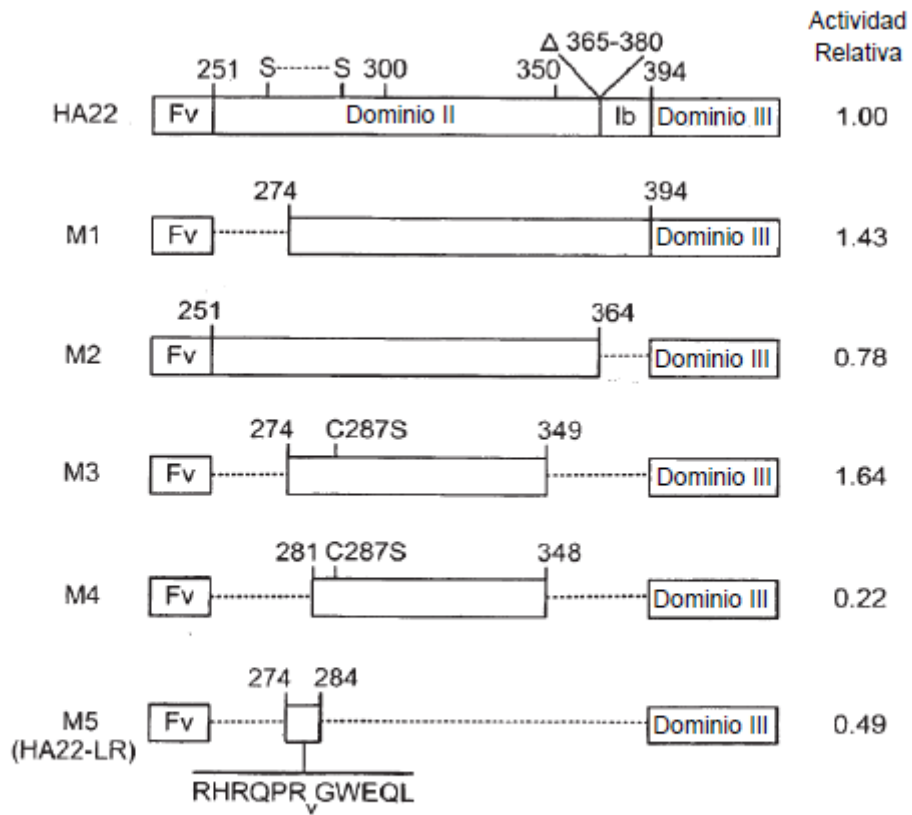 Actividad
Relativa
Δ 365-380
251 S S 300 350 394
HA22 Fv Dominio II Ib Dominio III 1.00
274 394
M1 Fv Dominio III 1.43
251 364
M2 Fv Dominio III 0.78
274 C287S 349
M3 Fv Dominio III 1.64
281 C287S 348
M4 Fv Dominio III 0.22
274 284
M5 Fv Dominio III 0.49
(HA22-LR)
RHRQPRvGWEQL